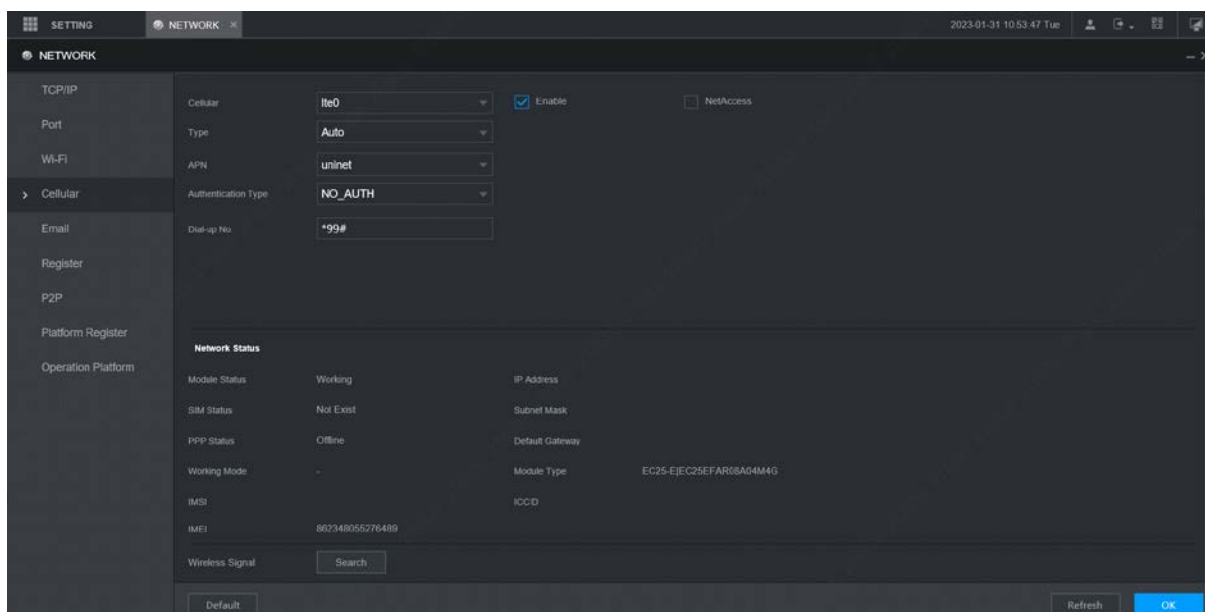 SETTING NETWORK × 2023-01-31 10:53:47 Tue
NETWORK
TCP/IP
Port
Wi-Fi
Cellular
Email
Register
P2P
Platform Register
Operation Platform
Cellular lte0 Enable NetAccess
Type Auto
APN uninet
Authentication Type NO_AUTH
Dial-up No. *99#
Network Status
Module Status Working IP Address
SIM Status Not Exist Subnet Mask
PPP Status Offline Default Gateway
Working Mode - Module Type EC25-E|EC25EFAR08A04M4G
IMSI ICCID
IMEI 862348055276489
Wireless Signal Search
Default Refresh OK